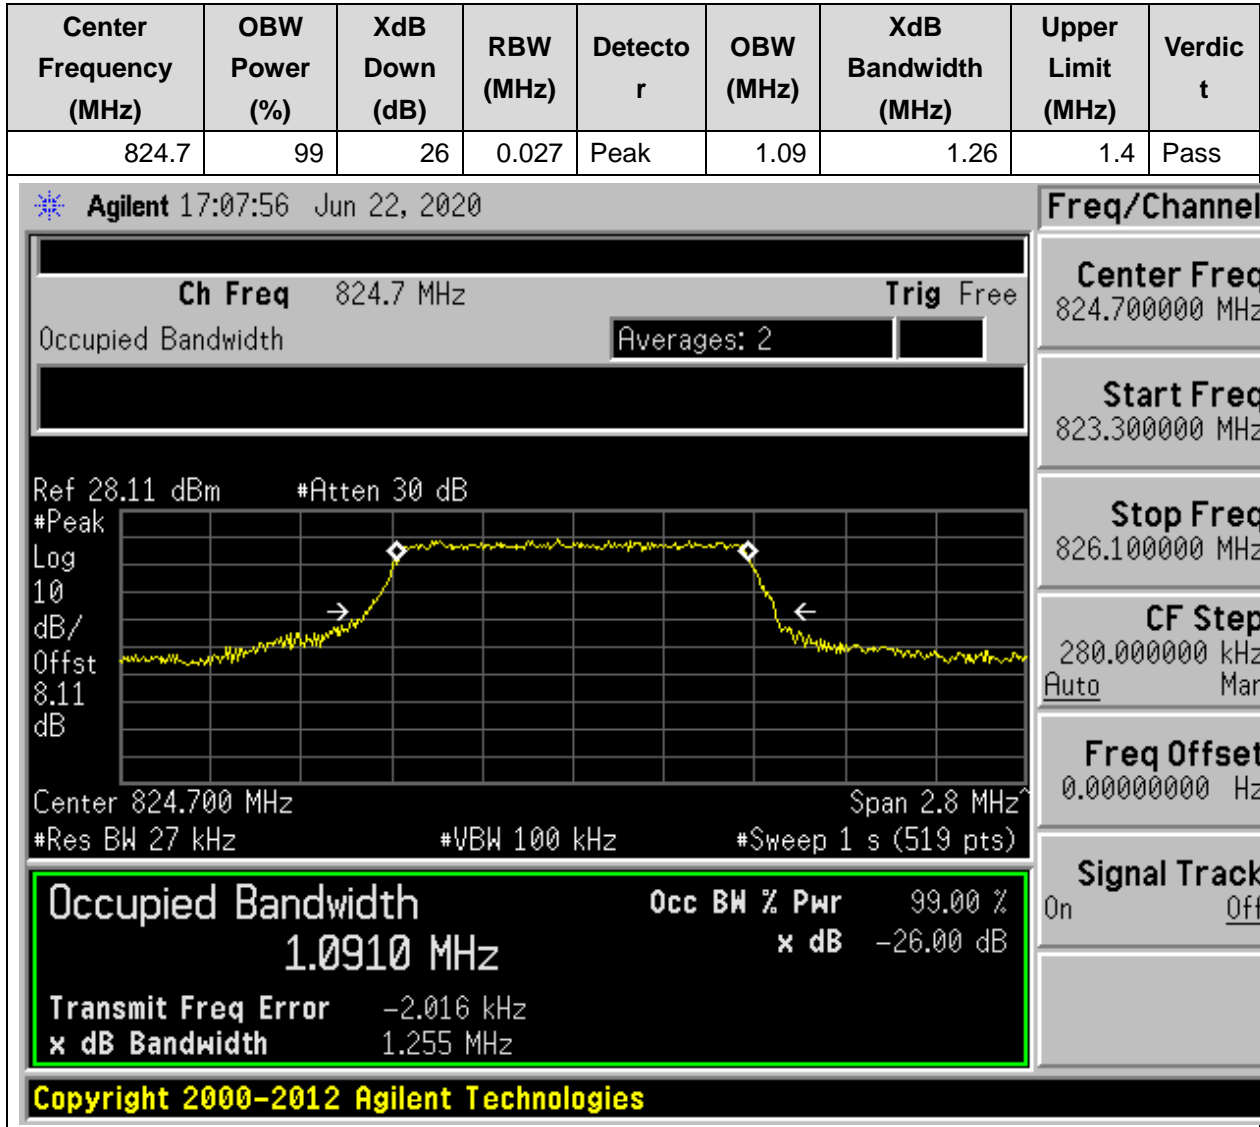 Center Frequency (MHz) OBW Power (%) XdB Down (dB) RBW (MHz) Detecto r OBW (MHz) XdB Bandwidth (MHz) Upper Limit (MHz) Verdic t
824.7 99 26 0.027 Peak 1.09 1.26 1.4 Pass
Agilent 17:07:56 Jun 22, 2020
Freq/Channel
Ch Freq 824.7 MHz Trig Free
Occupied Bandwidth Averages: 2
Center Freq
824.700000 MHz
Start Freq
823.300000 MHz
Stop Freq
826.100000 MHz
CF Step
280.000000 kHz
Auto Man
Freq Offset
0.00000000 Hz
Signal Track
On Off
Ref 28.11 dBm #Atten 30 dB
#Peak
Log
10
dB/
Offst
8.11
dB
Center 824.700 MHz Span 2.8 MHz^
#Res BW 27 kHz #VBW 100 kHz #Sweep 1 s (519 pts)
Occupied Bandwidth Occ BW % Pwr 99.00 %
1.0910 MHz x dB -26.00 dB
Transmit Freq Error -2.016 kHz
x dB Bandwidth 1.255 MHz
Copyright 2000-2012 Agilent Technologies